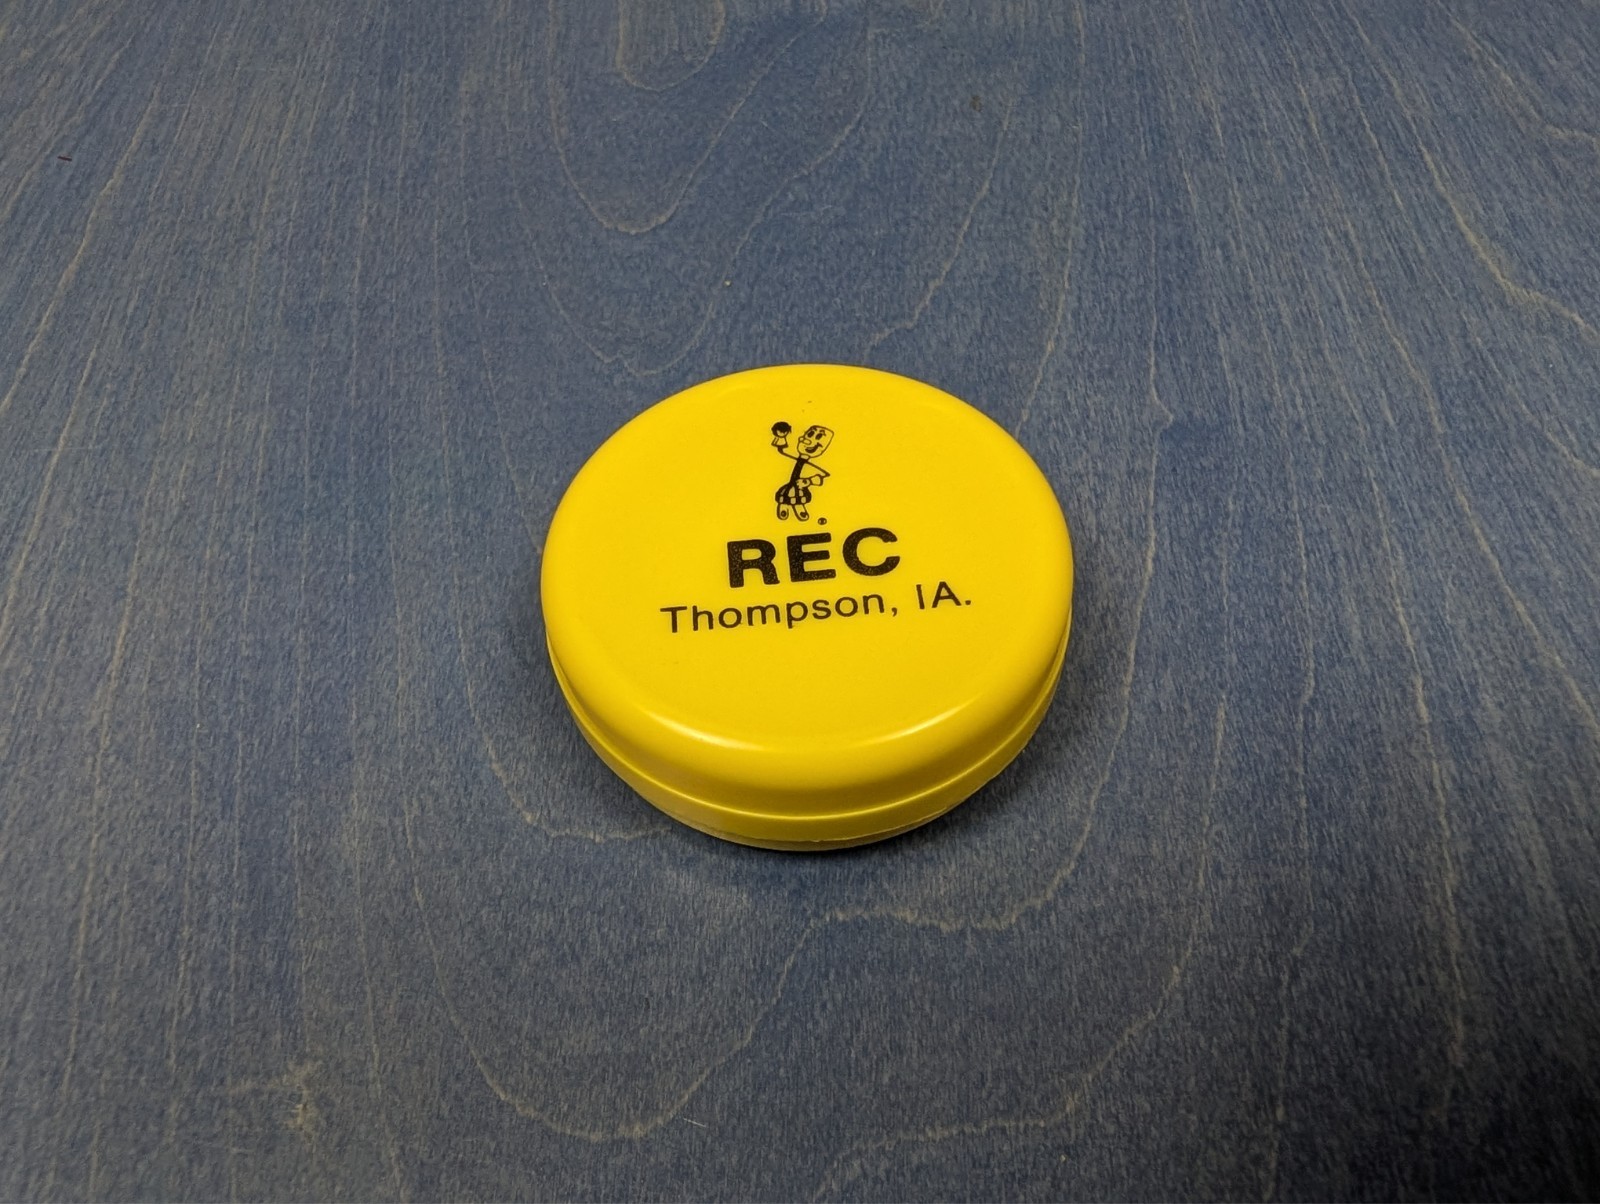 ®
REC
Thompson, IA.